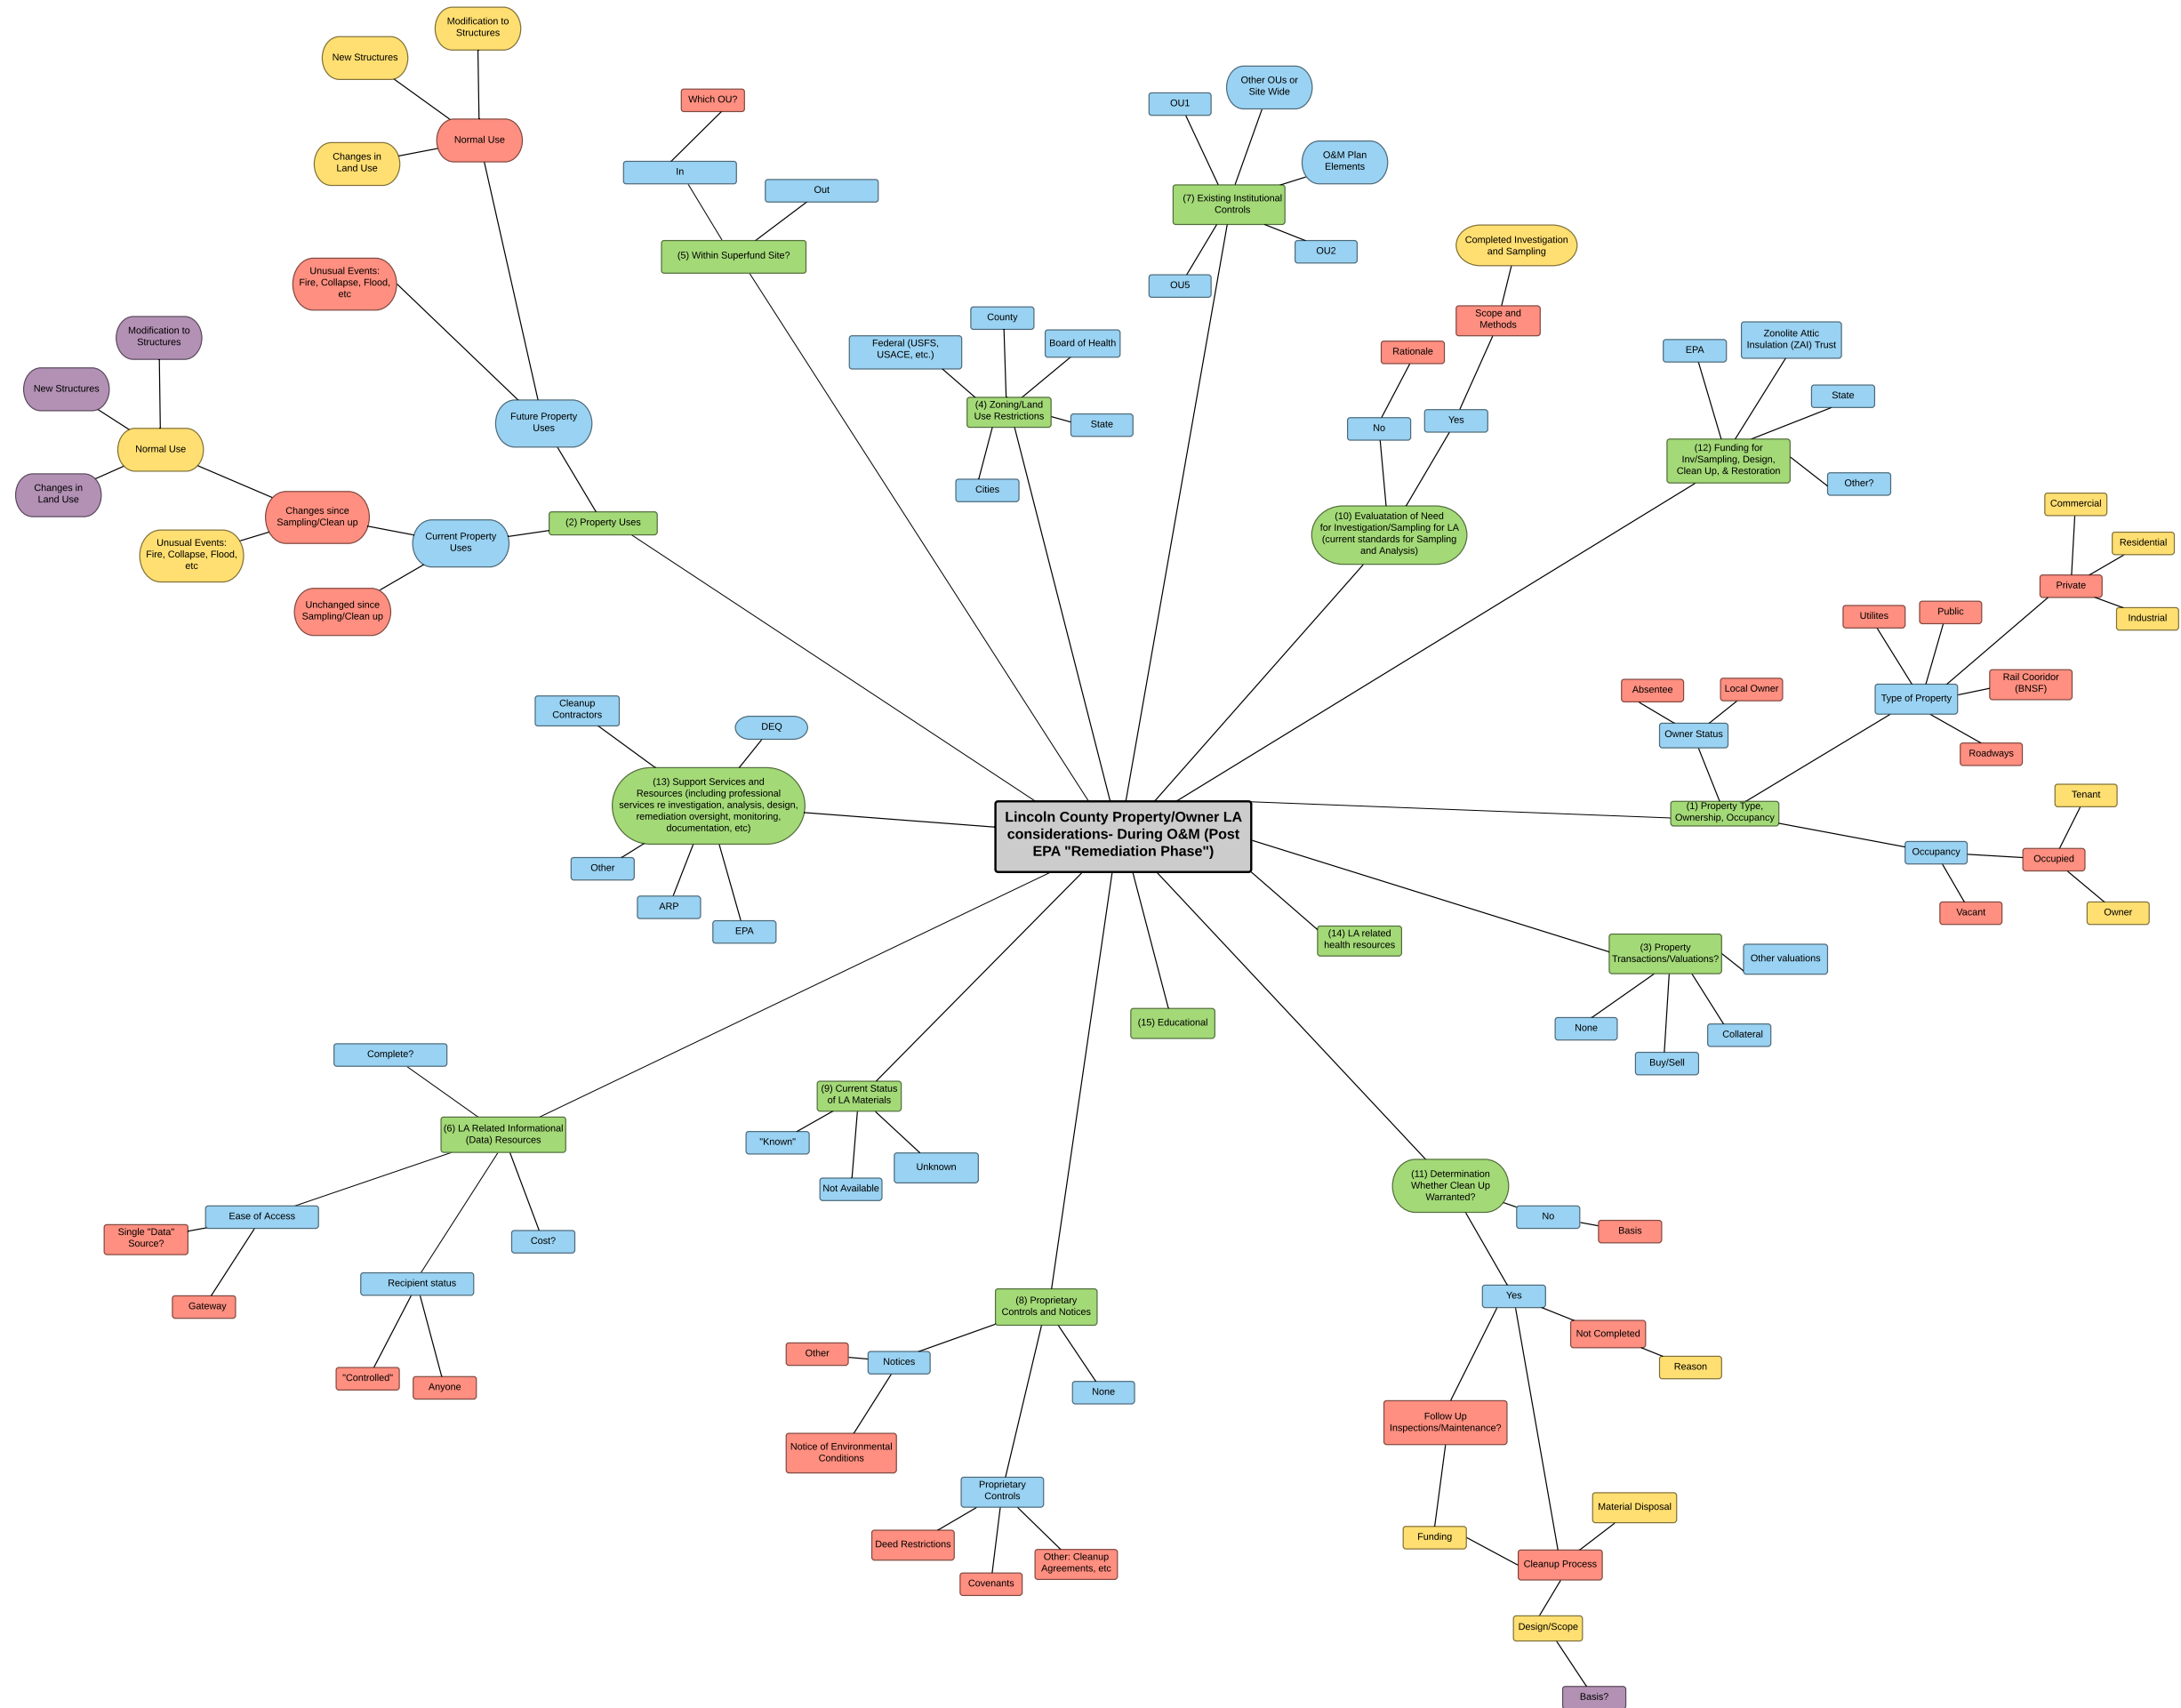 Modification to
Structures
New Structures
Normal Use
Changes in
Land Use
Unusual Events:
Fire, Collapse, Flood,
etc
Future Property
Uses
Modification to
Structures
New Structures
Normal Use
Changes in
Land Use
Changes since
Sampling/Clean up
Unusual Events:
Fire, Collapse, Flood,
etc
Current Property
Uses
Unchanged since
Sampling/Clean up
(2) Property Uses
Which OU?
In
Out
(5) Within Superfund Site?
Federal (USFS,
USACE, etc.)
County
Board of Health
(4) Zoning/Land
Use Restrictions
State
Cities
OU1
Other OUs or
Site Wide
O&M Plan
Elements
(7) Existing Institutional
Controls
OU2
OU5
Completed Investigation
and Sampling
Scope and
Methods
Rationale
No
Yes
(10) Evaluatation of Need
for Investigation/Sampling for LA
(current standards for Sampling
and Analysis)
EPA
Zonolite Attic
Insulation (ZAI) Trust
State
(12) Funding for
Inv/Sampling, Design,
Clean Up, & Restoration
Other?
Commercial
Residential
Private
Industrial
Utilites
Public
Type of Property
Rail Cooridor
(BNSF)
Roadways
Absentee
Local Owner
Owner Status
(1) Property Type,
Ownership, Occupancy
Tenant
Occupancy
Occupied
Vacant
Owner
Cleanup
Contractors
DEQ
(13) Support Services and
Resources (including professional
services re investigation, analysis, design,
remediation oversight, monitoring,
documentation, etc)
Other
ARP
EPA
Lincoln County Property/Owner LA
considerations- During O&M (Post
EPA "Remediation Phase")
(14) LA related
health resources
(15) Educational
(3) Property
Transactions/Valuations?
Other valuations
None
Collateral
Buy/Sell
Complete?
(6) LA Related Informational
(Data) Resources
Ease of Access
Single "Data"
Source?
Gateway
Cost?
Recipient status
"Controlled"
Anyone
(9) Current Status
of LA Materials
"Known"
Not Available
Unknown
(8) Proprietary
Controls and Notices
Other
Notices
None
Notice of Environmental
Conditions
Proprietary
Controls
Deed Restrictions
Covenants
Other: Cleanup
Agreements, etc
(11) Determination
Whether Clean Up
Warranted?
No
Basis
Yes
Not Completed
Reason
Follow Up
Inspections/Maintenance?
Funding
Material Disposal
Cleanup Process
Design/Scope
Basis?